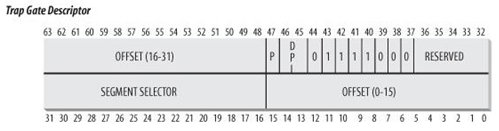 Trap Gate Descriptor
63 62 61 60 59 58 57 56 55 54 53 52 51 50 49 48 47 46 45 44 43 42 41 40 39 38 37 36 35 34 33 32
OFFSET (16-31) P D P L 0 1 1 1 1 0 0 0 RESERVED
SEGMENT SELECTOR OFFSET (0-15)
31 30 29 28 27 26 25 24 23 22 21 20 19 18 17 16 15 14 13 12 11 10 9 8 7 6 5 4 3 2 1 0